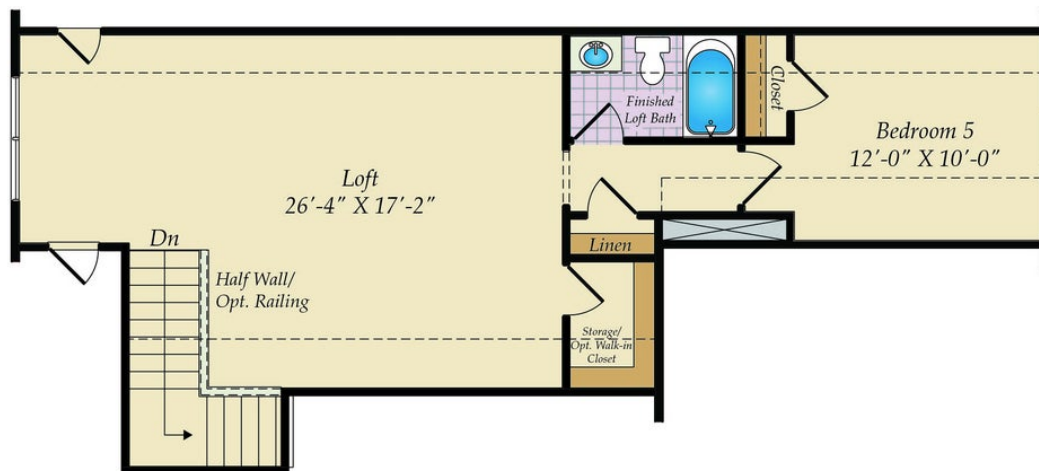 Finished
Loft Bath
Closet
Bedroom 5
12'-0" X 10'-0"
Loft
26'-4" X 17'-2"
Dn
Linen
Half Wall/
Opt. Railing
Storage/
Opt. Walk-in
Closet